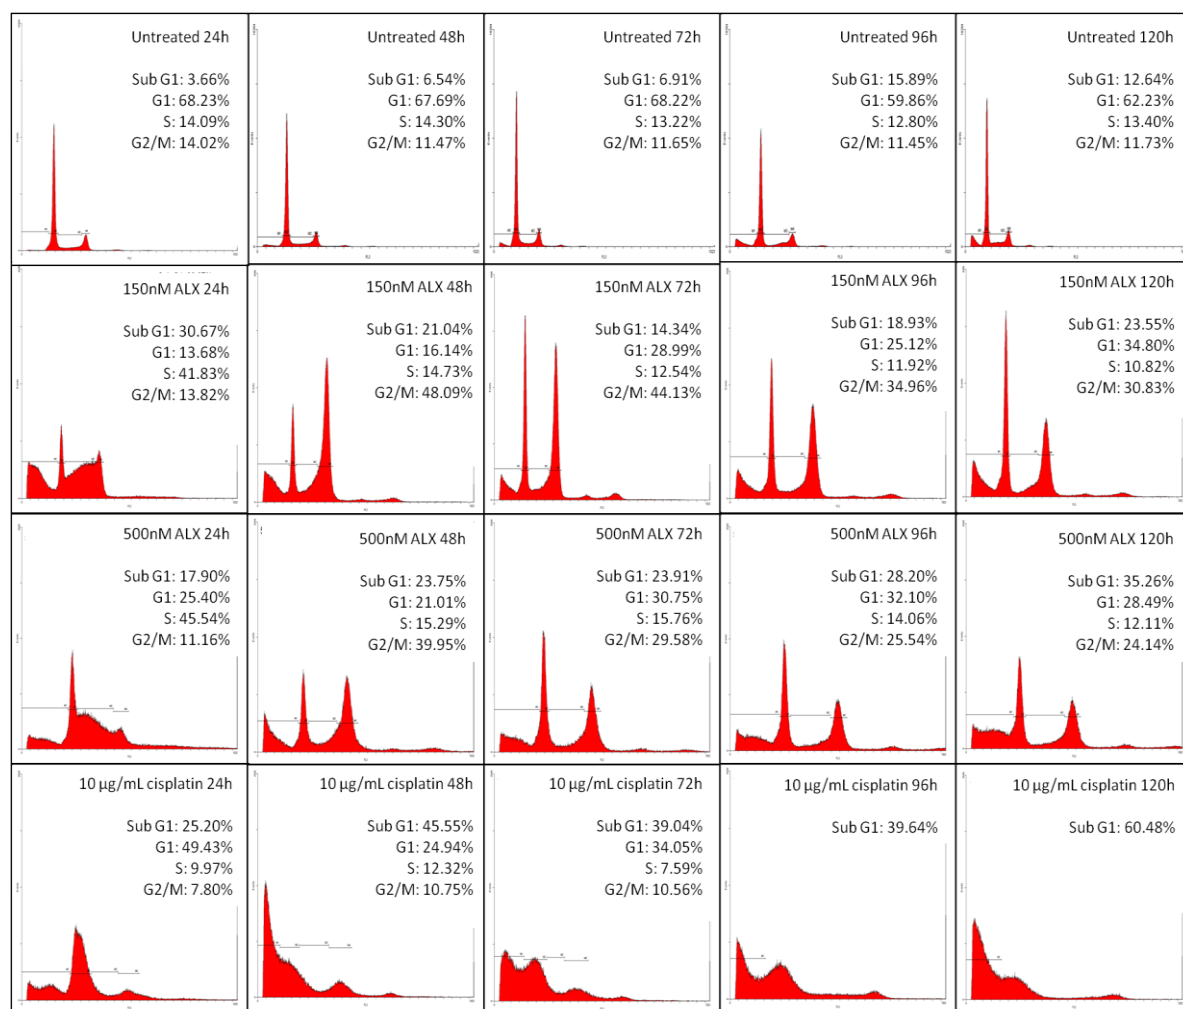 Untreated 24h
Sub G1: 3.66%
G1: 68.23%
S: 14.09%
G2/M: 14.02%
Untreated 48h
Sub G1: 6.54%
G1: 67.69%
S: 14.30%
G2/M: 11.47%
Untreated 72h
Sub G1: 6.91%
G1: 68.22%
S: 13.22%
G2/M: 11.65%
Untreated 96h
Sub G1: 15.89%
G1: 59.86%
S: 12.80%
G2/M: 11.45%
Untreated 120h
Sub G1: 12.64%
G1: 62.23%
S: 13.40%
G2/M: 11.73%
150nM ALX 24h
Sub G1: 30.67%
G1: 13.68%
S: 41.83%
G2/M: 13.82%
150nM ALX 48h
Sub G1: 21.04%
G1: 16.14%
S: 14.73%
G2/M: 48.09%
150nM ALX 72h
Sub G1: 14.34%
G1: 28.99%
S: 12.54%
G2/M: 44.13%
150nM ALX 96h
Sub G1: 18.93%
G1: 25.12%
S: 11.92%
G2/M: 34.96%
150nM ALX 120h
Sub G1: 23.55%
G1: 34.80%
S: 10.82%
G2/M: 30.83%
500nM ALX 24h
Sub G1: 17.90%
G1: 25.40%
S: 45.54%
G2/M: 11.16%
500nM ALX 48h
Sub G1: 23.75%
G1: 21.01%
S: 15.29%
G2/M: 39.95%
500nM ALX 72h
Sub G1: 23.91%
G1: 30.75%
S: 15.76%
G2/M: 29.58%
500nM ALX 96h
Sub G1: 28.20%
G1: 32.10%
S: 14.06%
G2/M: 25.54%
500nM ALX 120h
Sub G1: 35.26%
G1: 28.49%
S: 12.11%
G2/M: 24.14%
10 µg/mL cisplatin 24h
Sub G1: 25.20%
G1: 49.43%
S: 9.97%
G2/M: 7.80%
10 µg/mL cisplatin 48h
Sub G1: 45.55%
G1: 24.94%
S: 12.32%
G2/M: 10.75%
10 µg/mL cisplatin 72h
Sub G1: 39.04%
G1: 34.05%
S: 7.59%
G2/M: 10.56%
10 µg/mL cisplatin 96h
Sub G1: 39.64%
10 µg/mL cisplatin 120h
Sub G1: 60.48%